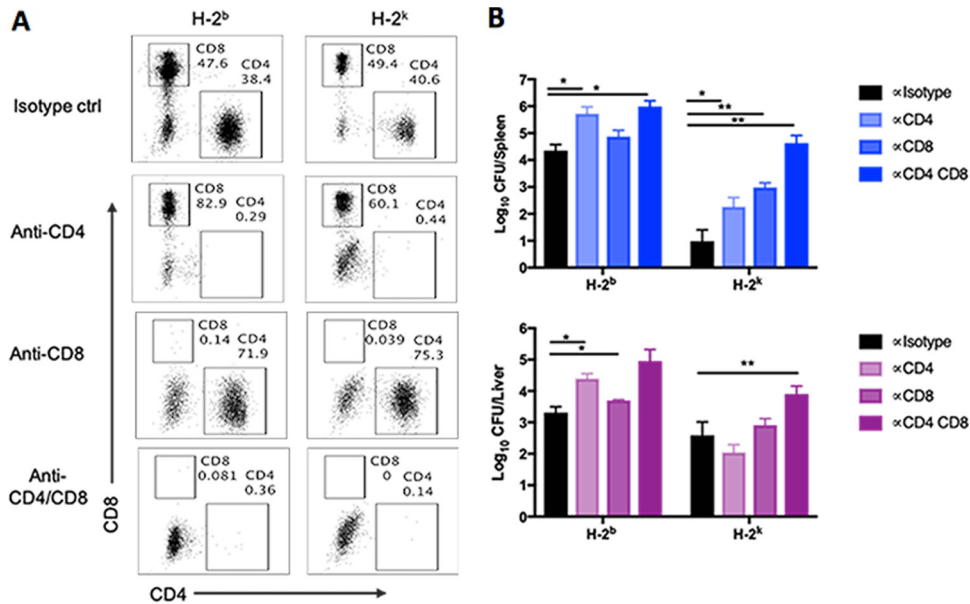 A
H-2ᵇ
H-2ᵏ
Isotype ctrl
CD8
47.6
CD4
38.4
CD8
49.4
CD4
40.6
Anti-CD4
CD8
82.9
CD4
0.29
CD8
60.1
CD4
0.44
Anti-CD8
CD8
0.14
CD4
71.9
CD8
0.039
CD4
75.3
Anti-
CD4/CD8
CD8
0.081
CD4
0.36
CD8
0
CD4
0.14
CD8
CD4
B
Log₁₀ CFU/Spleen
7
6
5
4
3
2
1
0
*
*
*
**
**
H-2ᵇ
H-2ᵏ
∝Isotype
∝CD4
∝CD8
∝CD4 CD8
Log₁₀ CFU/Liver
6
5
4
3
2
1
0
*
*
**
H-2ᵇ
H-2ᵏ
∝Isotype
∝CD4
∝CD8
∝CD4 CD8